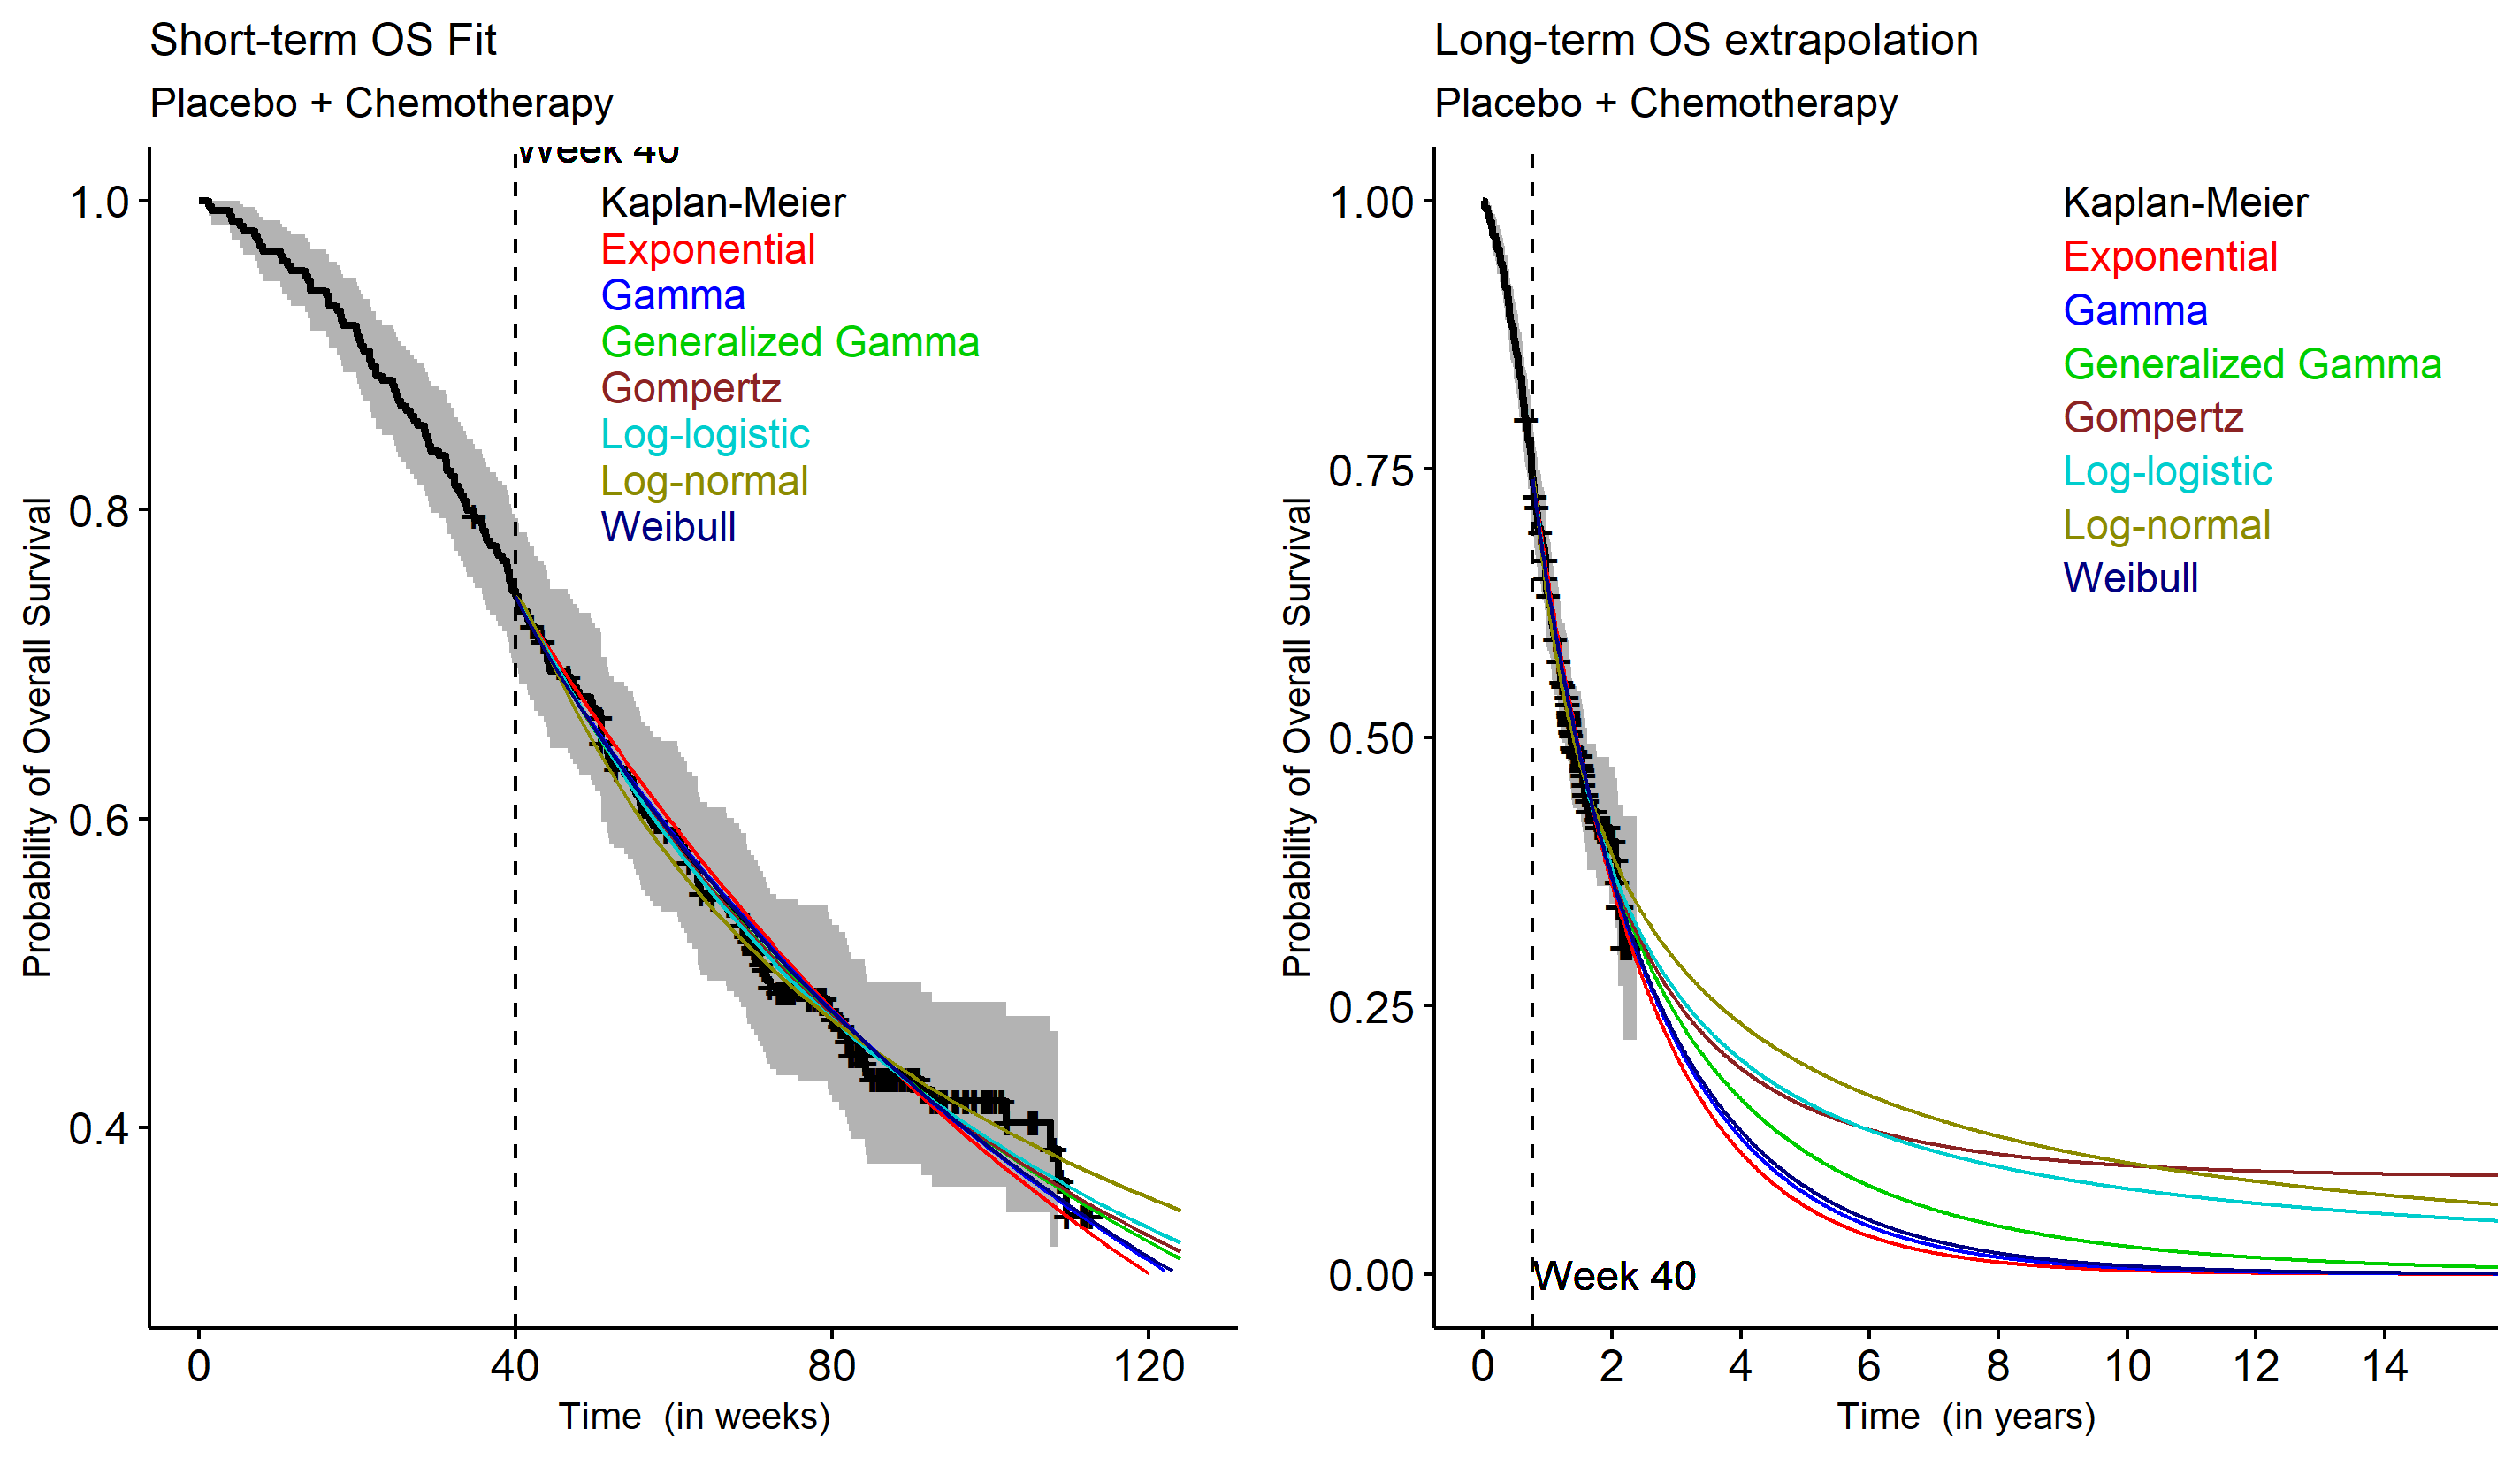 Short-term OS Fit
Placebo + Chemotherapy
Week 40
Kaplan-Meier
Exponential
Gamma
Generalized Gamma
Gompertz
Log-logistic
Log-normal
Weibull
1.0
0.8
0.6
0.4
Probability of Overall Survival
0 40 80 120
Time (in weeks)
Long-term OS extrapolation
Placebo + Chemotherapy
Kaplan-Meier
Exponential
Gamma
Generalized Gamma
Gompertz
Log-logistic
Log-normal
Weibull
1.00
0.75
0.50
0.25
0.00
Probability of Overall Survival
Week 40
0 2 4 6 8 10 12 14
Time (in years)